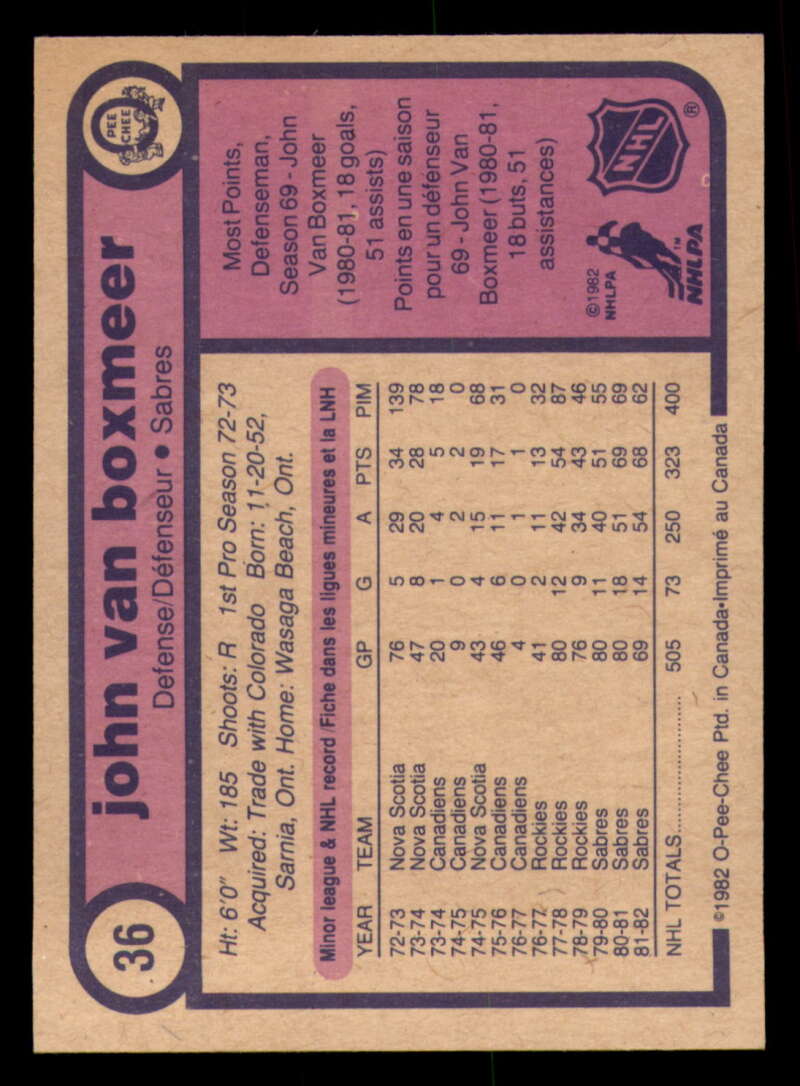 36
john van boxmeer
Defense/Défenseur • Sabres
O
PEE
CHEE
Ht: 6'0" Wt: 185 Shoots: R 1st Pro Season 72-73
Acquired: Trade with Colorado Born: 11-20-52,
Sarnia, Ont. Home: Wasaga Beach, Ont.
Minor league & NHL record/Fiche dans les ligues mineures et la LNH
YEAR TEAM GP G A PTS PIM
72-73 Nova Scotia 76 5 29 34 139
73-74 Nova Scotia 47 8 20 28 78
73-74 Canadiens 20 1 4 5 18
74-75 Canadiens 9 0 2 2 0
74-75 Nova Scotia 43 4 15 19 68
75-76 Canadiens 46 6 11 17 31
76-77 Canadiens 4 0 1 1 0
76-77 Rockies 41 2 11 13 32
77-78 Rockies 80 12 42 54 87
78-79 Rockies 76 9 34 43 46
79-80 Sabres 80 11 40 51 55
80-81 Sabres 80 18 51 69 69
81-82 Sabres 69 14 54 68 62
NHL TOTALS........................ 505 73 250 323 400
Most Points,
Defenseman,
Season 69 - John
Van Boxmeer
(1980-81, 18 goals,
51 assists)
Points en une saison
pour un défenseur
69 - John Van
Boxmeer (1980-81,
18 buts, 51
assistances)
©1982
NHLPA
NHLPA™
NHL®
©1982 O-Pee-Chee Ptd. in Canada•Imprimé au Canada